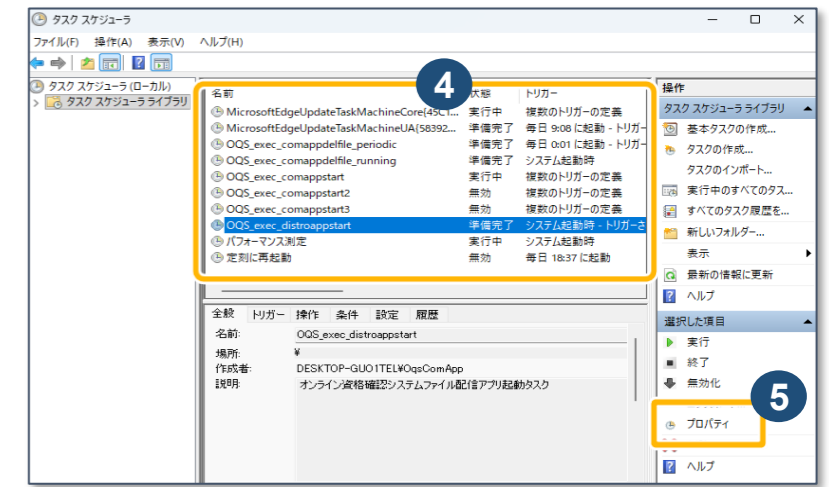 タスク スケジューラ
ファイル(F) 操作(A) 表示(V) ヘルプ(H)
タスク スケジューラ (ローカル)
タスク スケジューラ ライブラリ
4
名前 状態 トリガー
MicrosoftEdgeUpdateTaskMachineCore{45C1... 実行中 複数のトリガーの定義
MicrosoftEdgeUpdateTaskMachineUA{58392... 準備完了 毎日 9:08 に起動 - トリガー
OQS_exec_comappdelfile_periodic 準備完了 毎日 0:01 に起動 - トリガー
OQS_exec_comappdelfile_running 準備完了 システム起動時
OQS_exec_comappstart 実行中 複数のトリガーの定義
OQS_exec_comappstart2 無効 複数のトリガーの定義
OQS_exec_comappstart3 無効 複数のトリガーの定義
OQS_exec_distroappstart 準備完了 システム起動時 - トリガーさ
パフォーマンス測定 実行中 システム起動時
定刻に再起動 無効 毎日 18:37 に起動
全般 トリガー 操作 条件 設定 履歴
名前: OQS_exec_distroappstart
場所: ¥
作成者: DESKTOP-GUO1TEL¥OqsComApp
説明: オンライン資格確認システムファイル配信アプリ起動タスク
操作
タスク スケジューラ ライブラリ
基本タスクの作成...
タスクの作成...
タスクのインポート...
実行中のすべてのタス...
すべてのタスク履歴を...
新しいフォルダー...
表示
最新の情報に更新
ヘルプ
選択した項目
実行
終了
無効化
5
プロパティ
ヘルプ